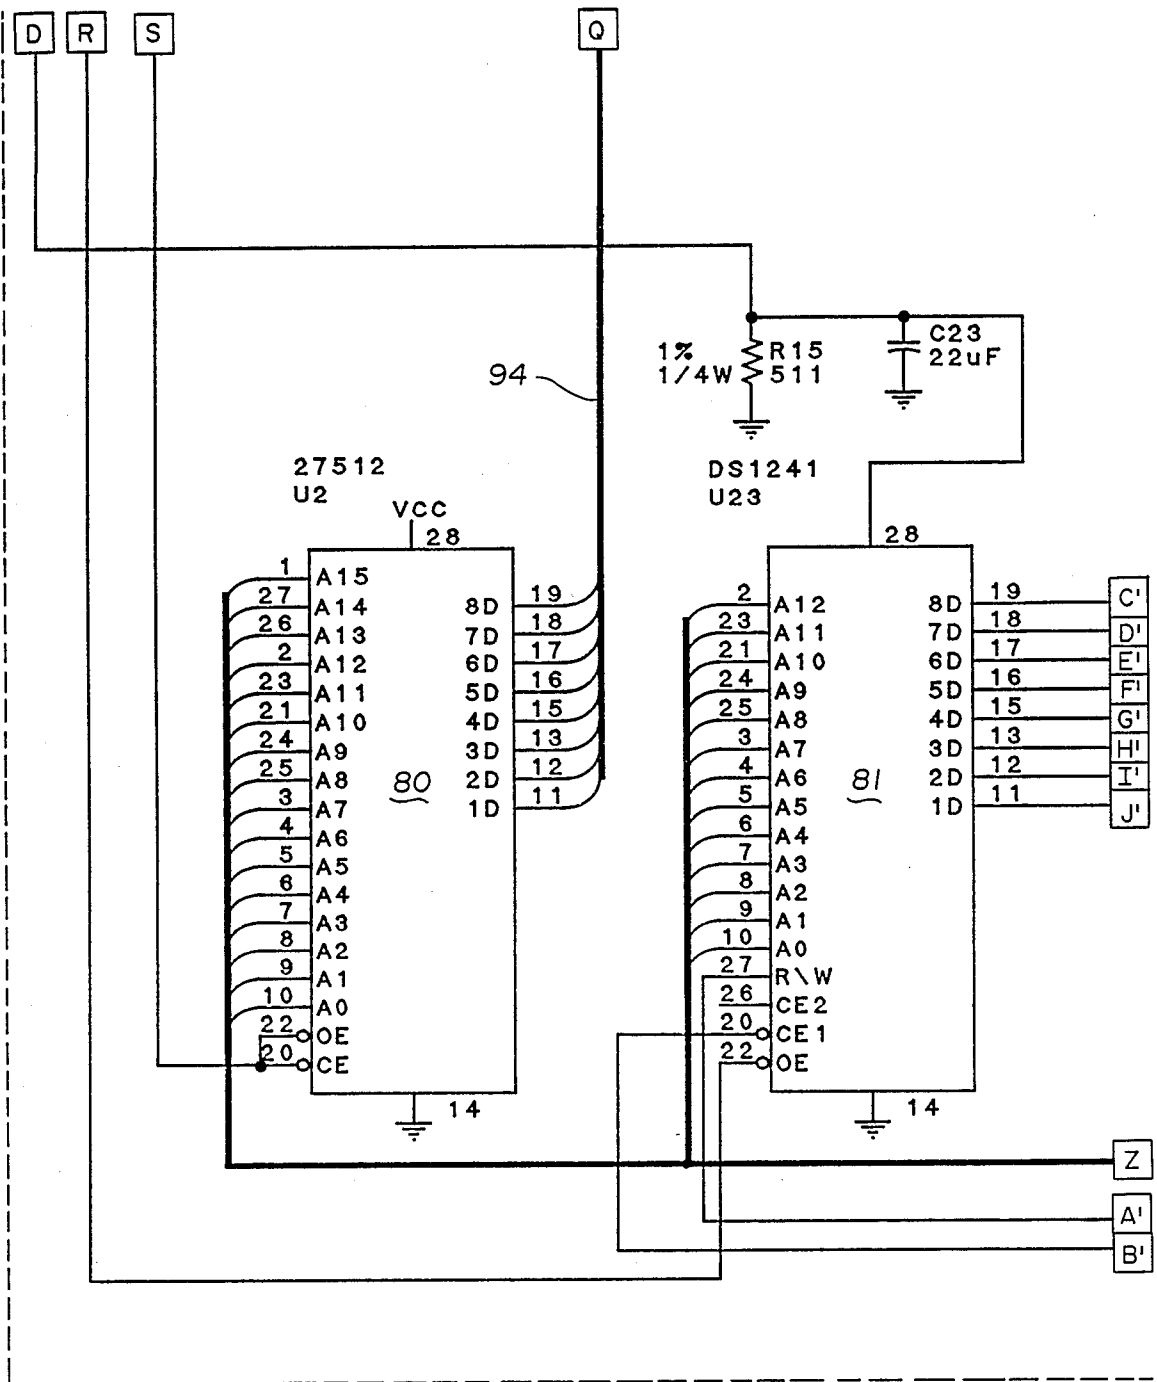 D R S Q
1% R15
1/4W 511
C23
22uF
94
27512
U2
VCC
28
DS1241
U23
28
1 A15
27 A14
26 A13
2 A12
23 A11
21 A10
24 A9
25 A8
3 A7
4 A6
5 A5
6 A4
7 A3
8 A2
9 A1
10 A0
22 OE
20 CE
80
8D 19
7D 18
6D 17
5D 16
4D 15
3D 13
2D 12
1D 11
14
2 A12
23 A11
21 A10
24 A9
25 A8
3 A7
4 A6
5 A5
6 A4
7 A3
8 A2
9 A1
10 A0
27 R\W
26 CE2
20 CE1
22 OE
81
8D 19 C'
7D 18 D'
6D 17 E'
5D 16 F'
4D 15 G'
3D 13 H'
2D 12 I'
1D 11 J'
14
Z
A'
B'